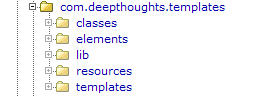 com.deepthoughts.templates
classes
elements
lib
resources
templates